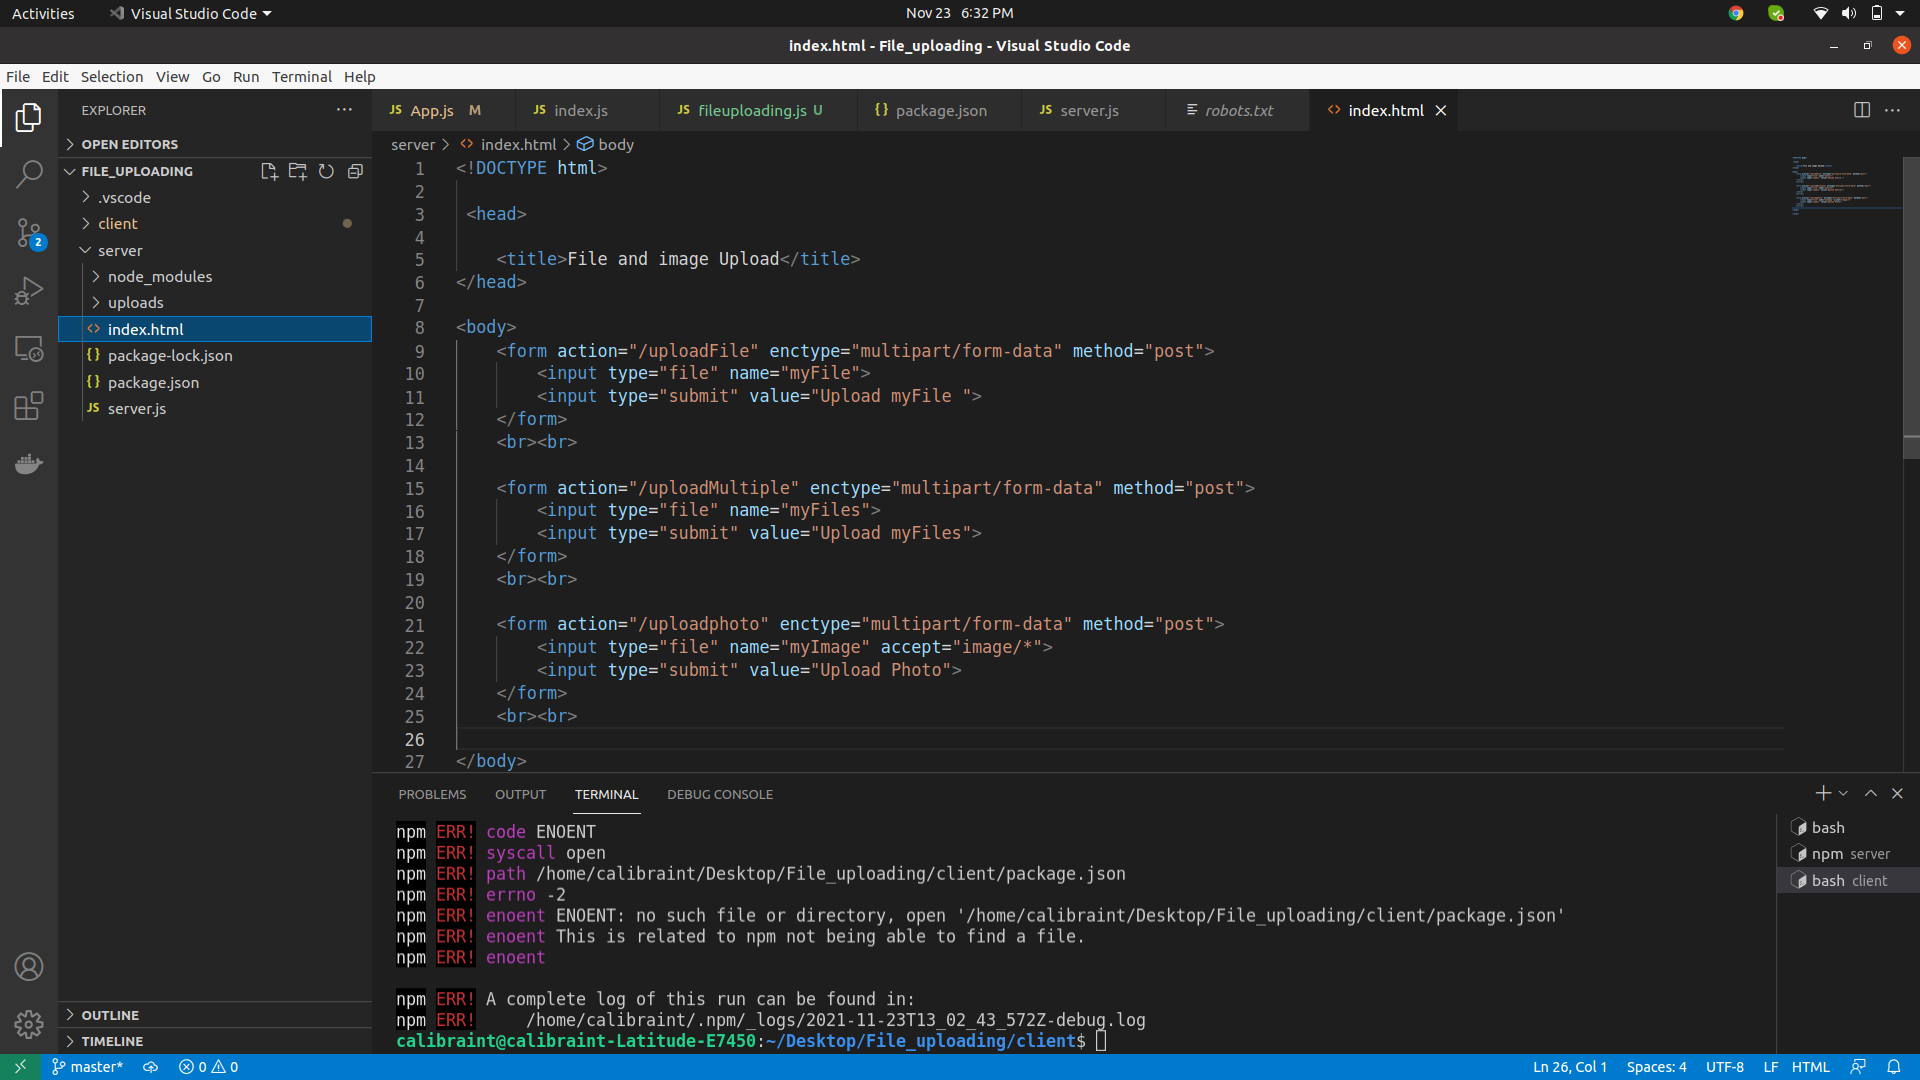 Activities Visual Studio Code Nov 23 6:32 PM
index.html - File_uploading - Visual Studio Code
File Edit Selection View Go Run Terminal Help
EXPLORER
OPEN EDITORS
FILE_UPLOADING
.vscode
client
server
node_modules
uploads
index.html
package-lock.json
package.json
server.js
2
OUTLINE
TIMELINE
JS App.js M JS index.js JS fileuploading.js U {} package.json JS server.js robots.txt <> index.html
server > <> index.html > body
1 <!DOCTYPE html>
2
3 <head>
4
5 <title>File and image Upload</title>
6 </head>
7
8 <body>
9 <form action="/uploadFile" enctype="multipart/form-data" method="post">
10 <input type="file" name="myFile">
11 <input type="submit" value="Upload myFile ">
12 </form>
13 <br><br>
14
15 <form action="/uploadMultiple" enctype="multipart/form-data" method="post">
16 <input type="file" name="myFiles">
17 <input type="submit" value="Upload myFiles">
18 </form>
19 <br><br>
20
21 <form action="/uploadphoto" enctype="multipart/form-data" method="post">
22 <input type="file" name="myImage" accept="image/*">
23 <input type="submit" value="Upload Photo">
24 </form>
25 <br><br>
26
27 </body>
PROBLEMS OUTPUT TERMINAL DEBUG CONSOLE
npm ERR! code ENOENT
npm ERR! syscall open
npm ERR! path /home/calibraint/Desktop/File_uploading/client/package.json
npm ERR! errno -2
npm ERR! enoent ENOENT: no such file or directory, open '/home/calibraint/Desktop/File_uploading/client/package.json'
npm ERR! enoent This is related to npm not being able to find a file.
npm ERR! enoent
npm ERR! A complete log of this run can be found in:
npm ERR! /home/calibraint/.npm/_logs/2021-11-23T13_02_43_572Z-debug.log
calibraint@calibraint-Latitude-E7450:~/Desktop/File_uploading/client$
bash
npm server
bash client
master* 0 0 Ln 26, Col 1 Spaces: 4 UTF-8 LF HTML